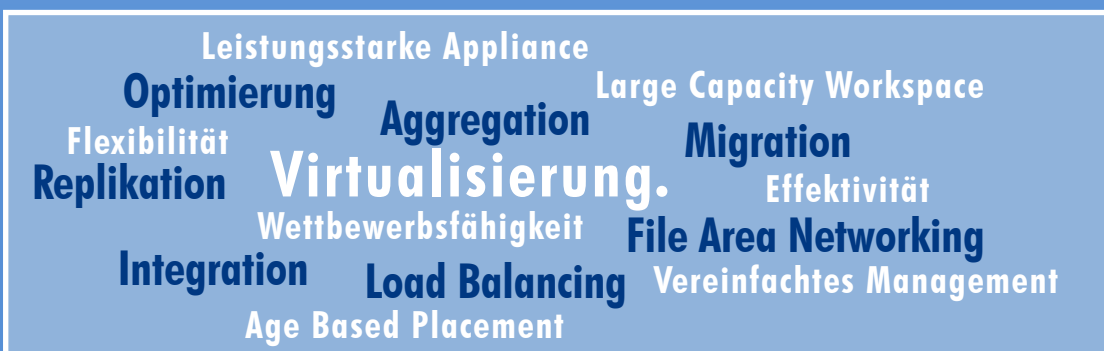 Leistungsstarke Appliance
Large Capacity Workspace
Optimierung
Aggregation
Flexibilität
Migration
Replikation
Virtualisierung.
Effektivität
Wettbewerbsfähigkeit
File Area Networking
Integration
Load Balancing
Vereinfachtes Management
Age Based Placement